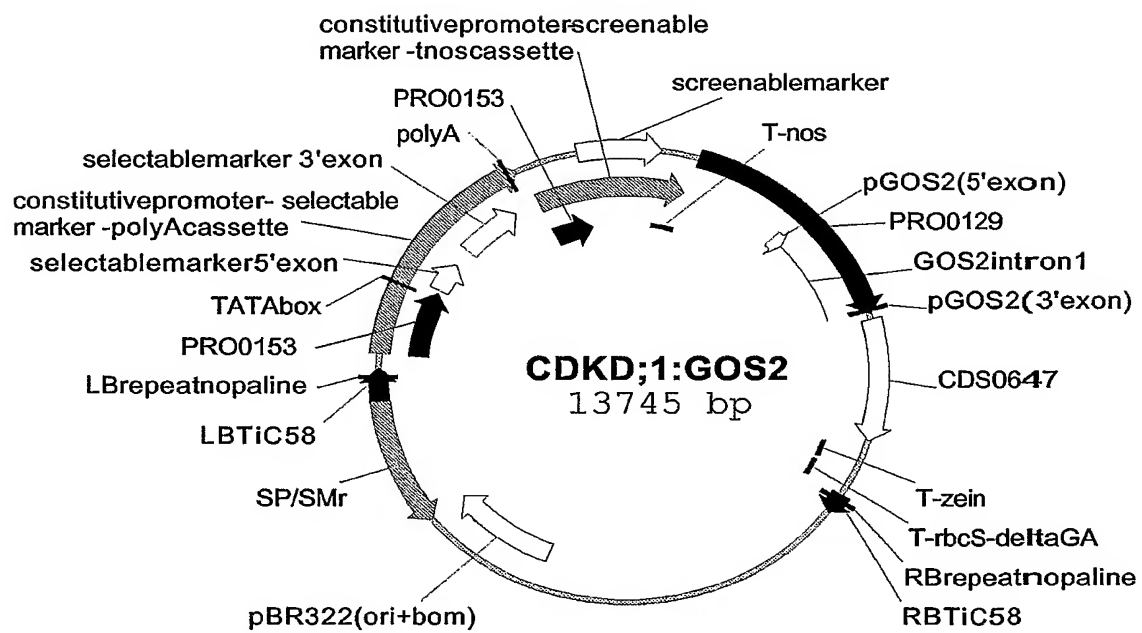 constitutivepromoter-screenable
marker -tnoscassette
screenablemarker
PRO0153
T-nos
polyA
selectablemarker 3'exon
pGOS2(5'exon)
constitutivepromoter- selectable
marker -polyAcassette
PRO0129
GOS2intron1
selectablemarker5'exon
TATAbox
pGOS2(3'exon)
PRO0153
CDKD;1:GOS2
13745 bp
LBrepeatnopaline
CDS0647
LBTiC58
SP/SMr
T-zein
T-rbcS-deltaGA
RBrepeatnopaline
pBR322(ori+bom)
RBTiC58